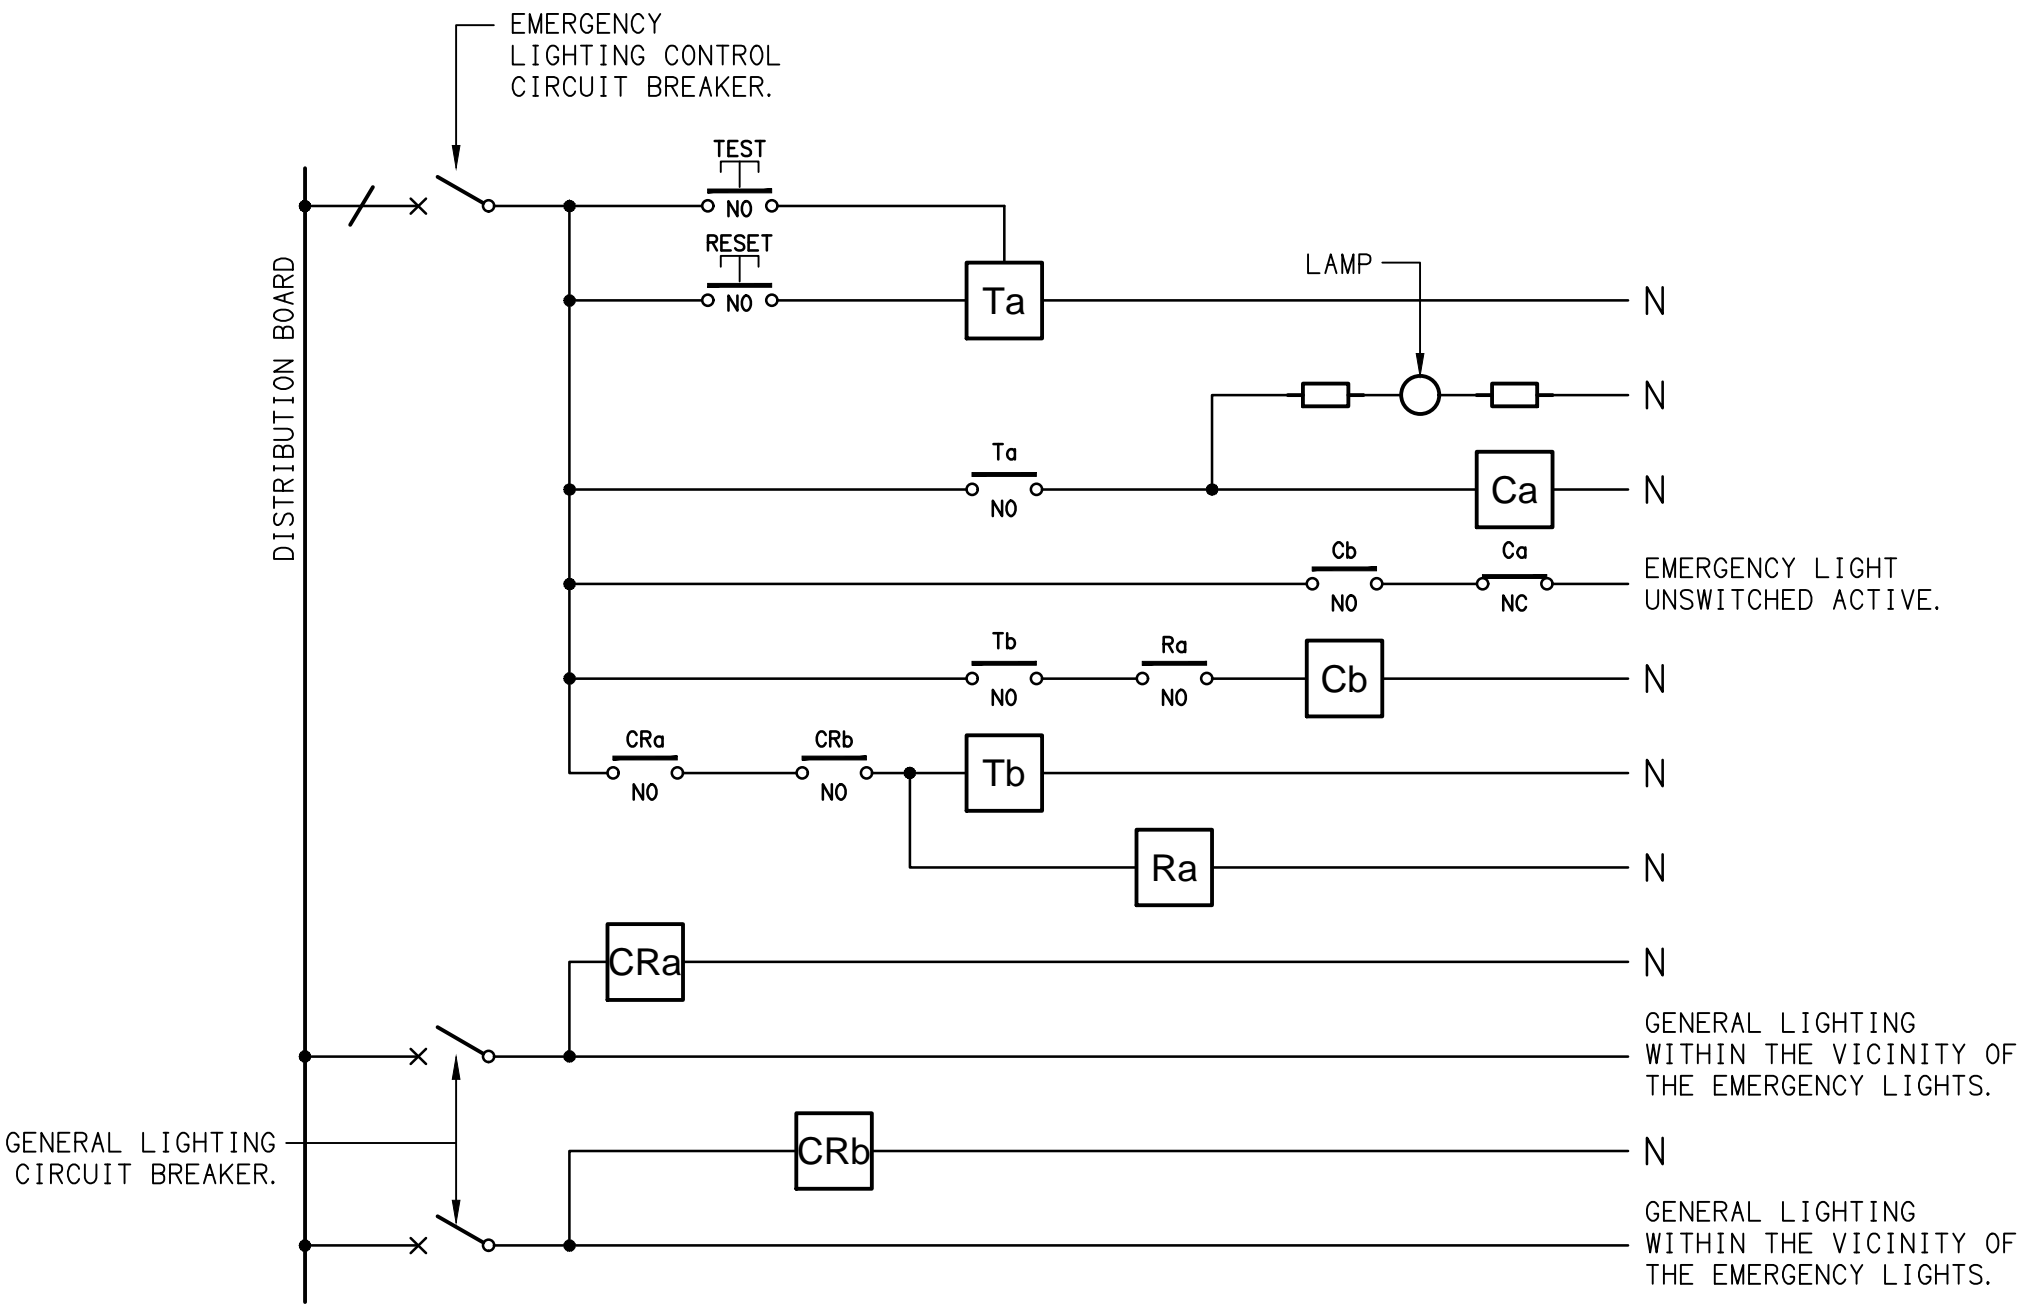 EMERGENCY
LIGHTING CONTROL
CIRCUIT BREAKER.
TEST
NO
RESET
NO
Ta
N
LAMP
N
DISTRIBUTION BOARD
Ta
NO
Ca
N
Cb
NO
Ca
NC
EMERGENCY LIGHT
UNSWITCHED ACTIVE.
Tb
NO
Ra
NO
Cb
N
CRa
NO
CRb
NO
Tb
N
Ra
N
CRa
N
GENERAL LIGHTING
WITHIN THE VICINITY OF
THE EMERGENCY LIGHTS.
GENERAL LIGHTING
CIRCUIT BREAKER.
CRb
N
GENERAL LIGHTING
WITHIN THE VICINITY OF
THE EMERGENCY LIGHTS.